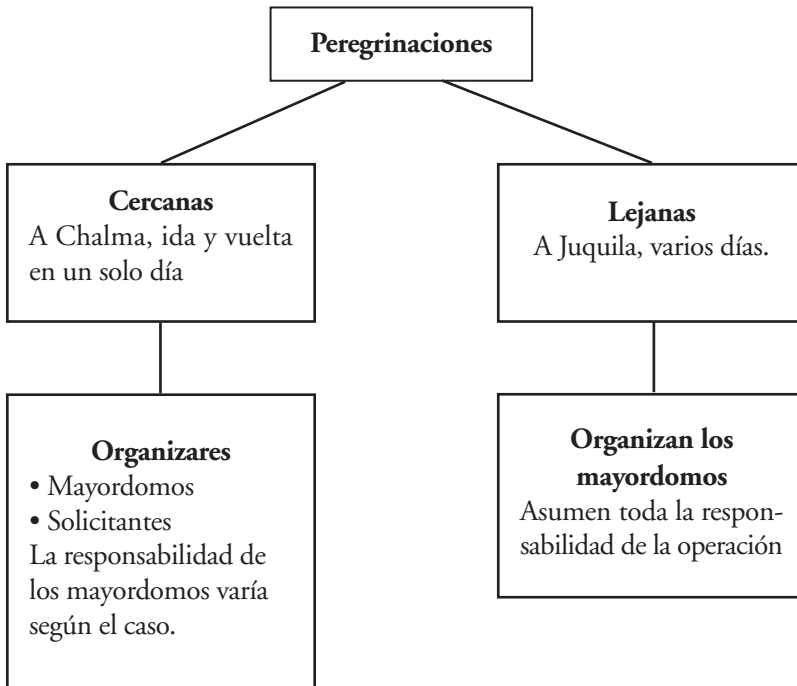 Peregrinaciones
Cercanas
A Chalma, ida y vuelta
en un solo día
Lejanas
A Juquila, varios días.
Organizares
• Mayordomos
• Solicitantes
La responsabilidad de
los mayordomos varía
según el caso.
Organizan los
mayordomos
Asumen toda la respon-
sabilidad de la operación